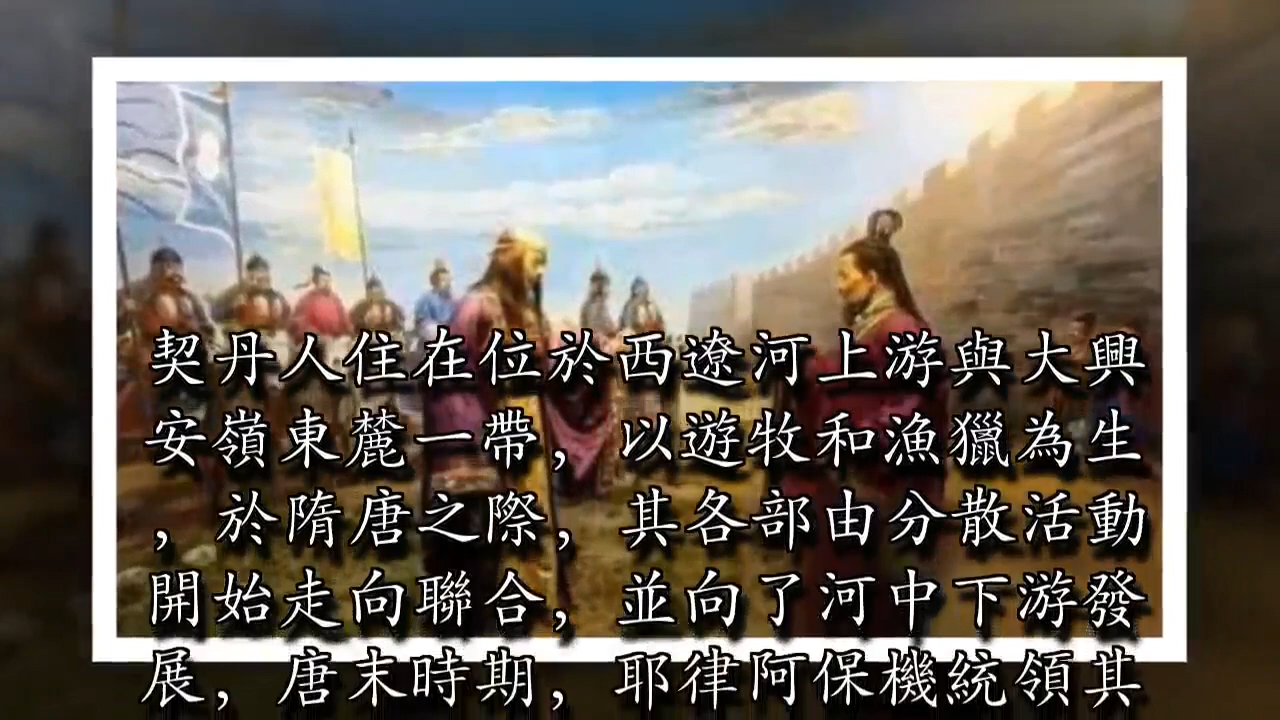 契丹人住在位於西遼河上游與大興
安嶺東麓一帶，以遊牧和漁獵為生
，於隋唐之際，其各部由分散活動
開始走向聯合，並向了河中下游發
展，唐末時期，耶律阿保機統領其